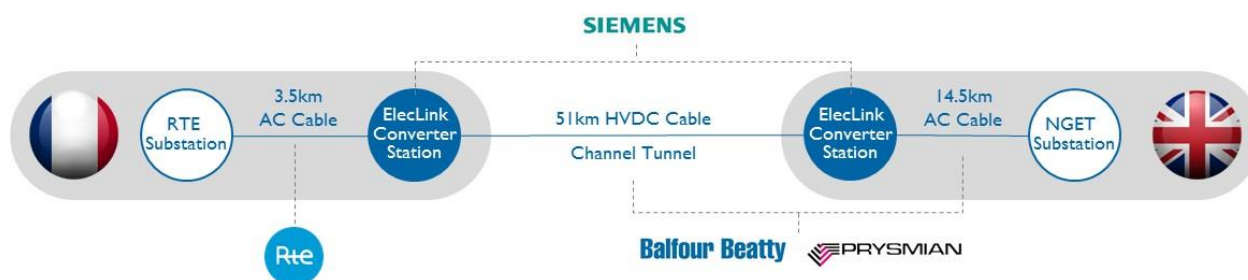 SIEMENS
RTE
Substation
3.5km
AC Cable
ElecLink
Converter
Station
51km HVDC Cable
Channel Tunnel
ElecLink
Converter
Station
14.5km
AC Cable
NGET
Substation
Rte
Balfour Beatty
PRYSMIAN